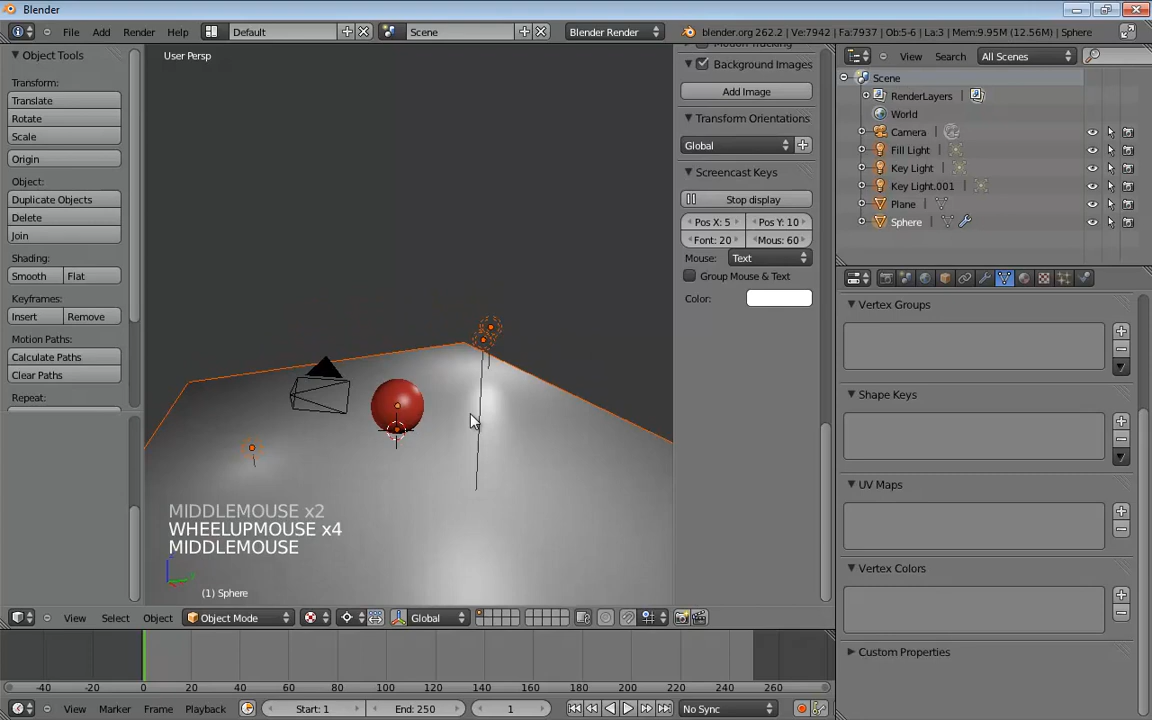 Blender
File Add Render Help Default Scene Blender Render blender.org 262.2 | Ve:7942 | Fa:7937 | Ob:5-6 | La:3 | Mem:9.95M (12.56M) | Sphere
Object Tools
Transform:
Translate
Rotate
Scale
Origin
Object:
Duplicate Objects
Delete
Join
Shading:
Smooth Flat
Keyframes:
Insert Remove
Motion Paths:
Calculate Paths
Clear Paths
Repeat:
User Persp
MIDDLEMOUSE x2
WHEELUPMOUSE x4
MIDDLEMOUSE
(1) Sphere
Background Images
Add Image
Transform Orientations
Global
Screencast Keys
Stop display
Pos X: 5 Pos Y: 10
Font: 20 Mous: 60
Mouse: Text
Group Mouse & Text
Color:
View Search All Scenes
Scene
RenderLayers
World
Camera
Fill Light
Key Light
Key Light.001
Plane
Sphere
Vertex Groups
Shape Keys
UV Maps
Vertex Colors
Custom Properties
View Select Object Object Mode Global
-40 -20 0 20 40 60 80 100 120 140 160 180 200 220 240 260
View Marker Frame Playback Start: 1 End: 250 1 No Sync